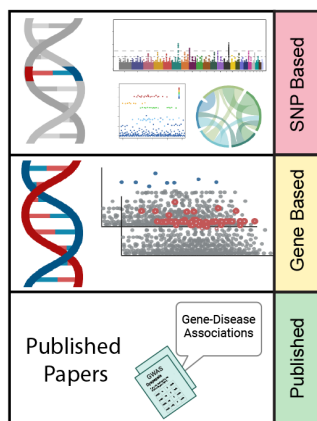 SNP Based
Gene Based
Gene-Disease
Associations
Published
Papers
GWAS
Published